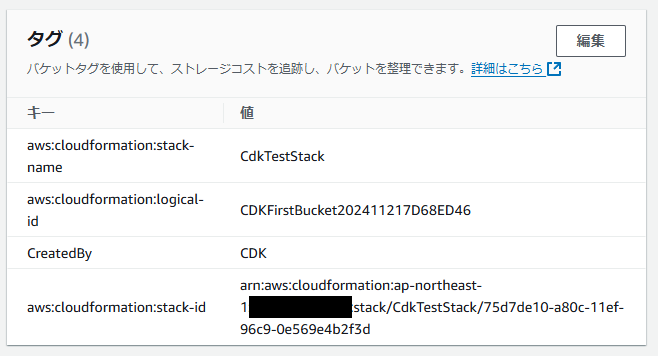 タグ (4)
編集
バケットタグを使用して、ストレージコストを追跡し、バケットを整理できます。詳細はこちら
キー 値
aws:cloudformation:stack-
name
CdkTestStack
aws:cloudformation:logical-
id
CDKFirstBucket202411217D68ED46
CreatedBy CDK
aws:cloudformation:stack-id
arn:aws:cloudformation:ap-northeast-
1 :stack/CdkTestStack/75d7de10-a80c-11ef-
96c9-0e569e4b2f3d